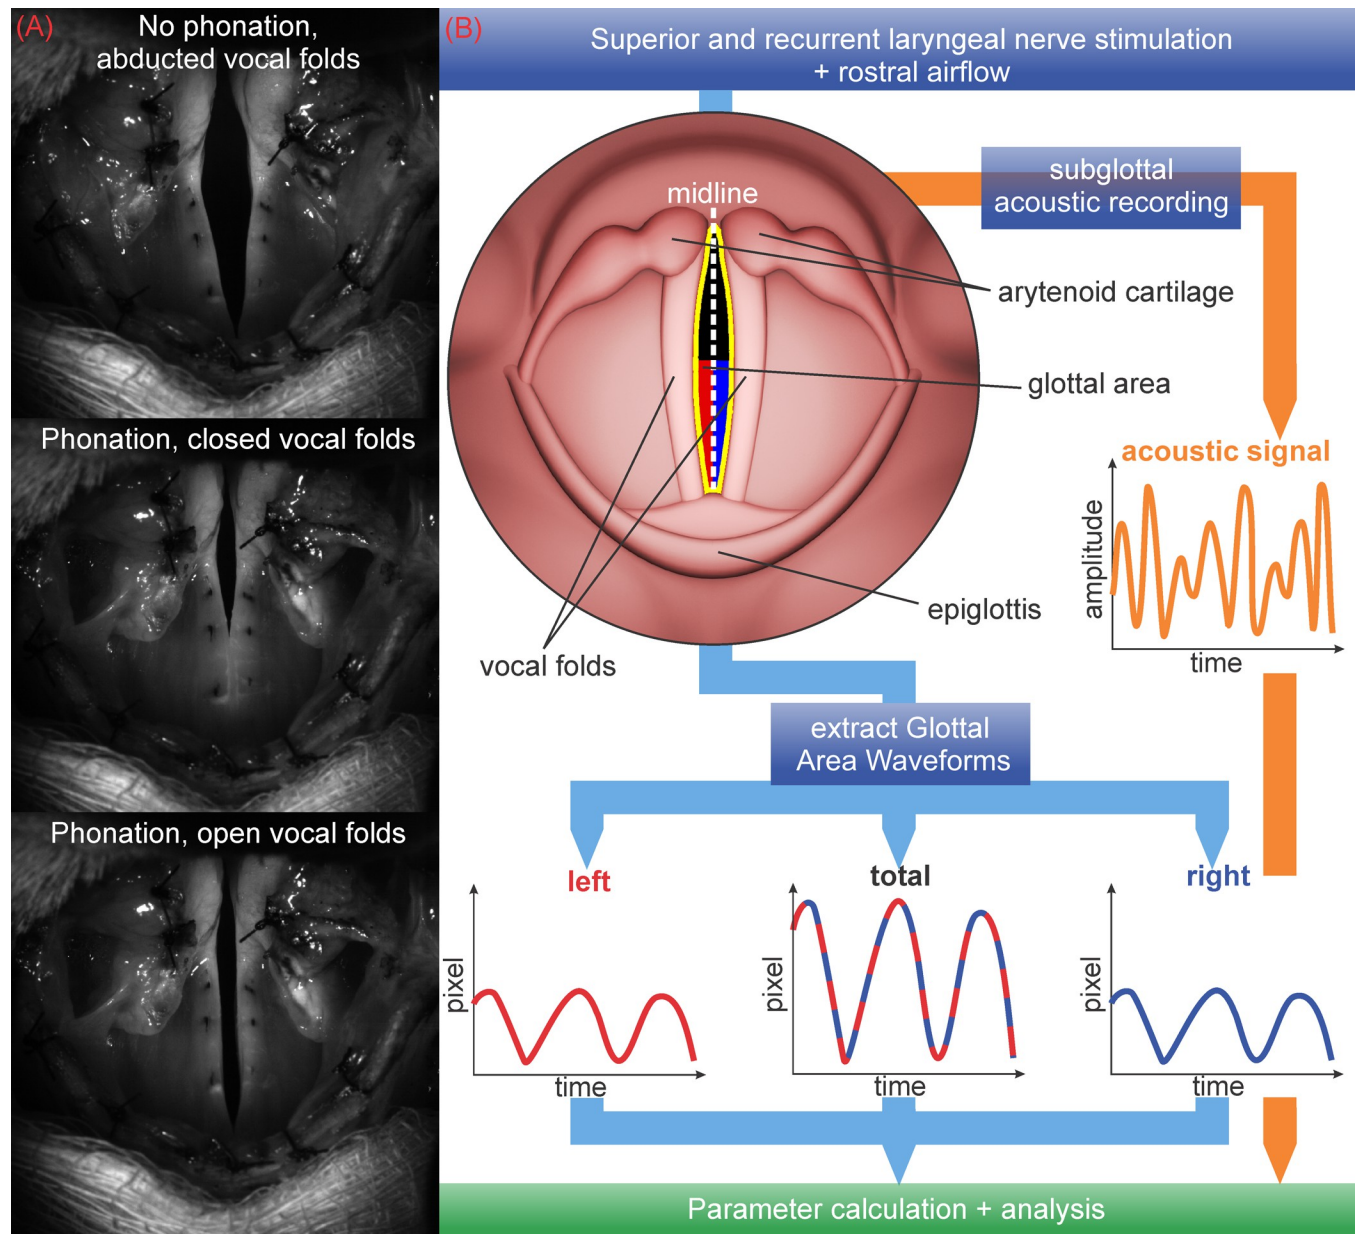 (A)
No phonation,
abducted vocal folds
Phonation, closed vocal folds
Phonation, open vocal folds
(B)
Superior and recurrent laryngeal nerve stimulation
+ rostral airflow
subglottal
acoustic recording
midline
arytenoid cartilage
glottal area
epiglottis
vocal folds
acoustic signal
amplitude
time
extract Glottal
Area Waveforms
left
pixel
time
total
pixel
time
right
pixel
time
Parameter calculation + analysis